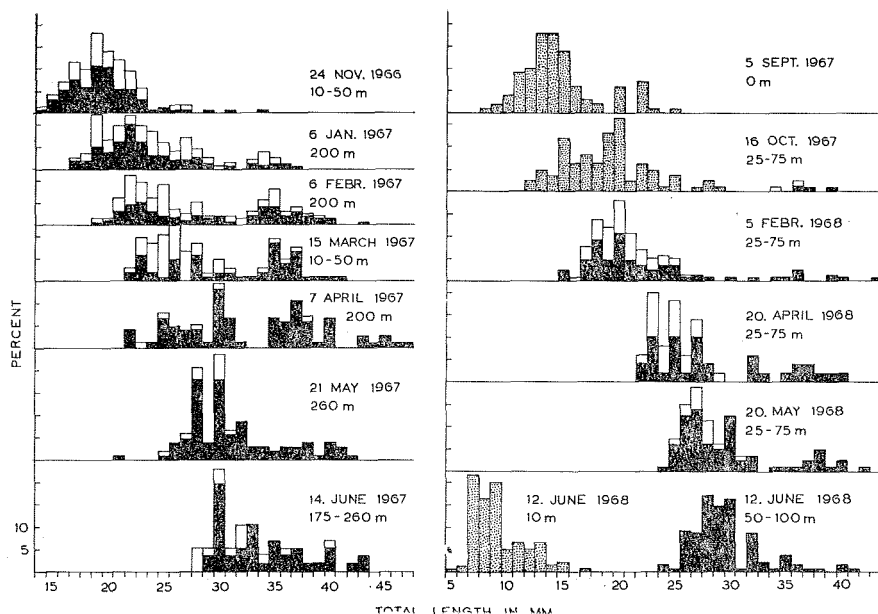 24 NOV. 1966
10-50 m
6 JAN. 1967
200 m
6 FEBR. 1967
200 m
15 MARCH 1967
10-50 m
7 APRIL 1967
200 m
21 MAY 1967
260 m
14. JUNE 1967
175-260 m
PERCENT
10
5
15 20 25 30 35 40 45
5 SEPT. 1967
0 m
16 OCT. 1967
25-75 m
5 FEBR. 1968
25-75 m
20. APRIL 1968
25-75 m
20. MAY 1968
25-75 m
12. JUNE 1968
10 m
12. JUNE 1968
50-100 m
5 10 15 20 25 30 35 40
TOTAL LENGTH IN MM